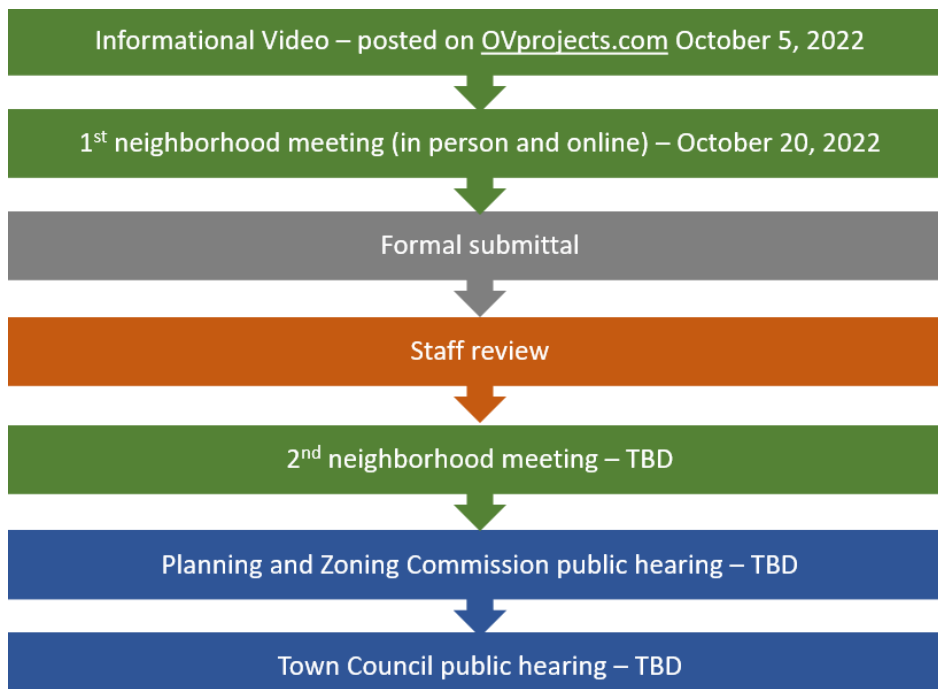 Informational Video – posted on OVprojects.com October 5, 2022
1st neighborhood meeting (in person and online) – October 20, 2022
Formal submittal
Staff review
2nd neighborhood meeting – TBD
Planning and Zoning Commission public hearing – TBD
Town Council public hearing – TBD